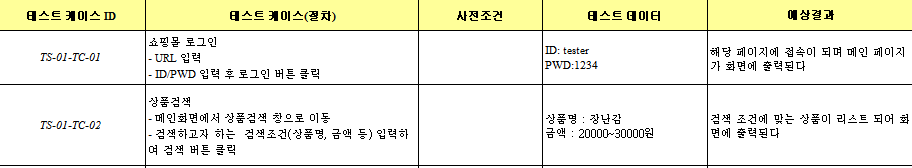 테스트 케이스 ID
테스트 케이스(절차)
사전조건
테스트 데이터
예상결과
TS-01-TC-01
쇼핑몰 로그인
- URL 입력
- ID/PWD 입력 후 로그인 버튼 클릭
ID: tester
PWD:1234
해당 페이지에 접속이 되며 메인 페이지
가 화면에 출력된다
TS-01-TC-02
상품검색
- 메인화면에서 상품검색 창으로 이동
- 검색하고자 하는 검색조건(상품명, 금액 등) 입력하
여 검색 버튼 클릭
상품명 : 장난감
금액 : 20000~30000원
검색 조건에 맞는 상품이 리스트 되어 화
면에 출력된다